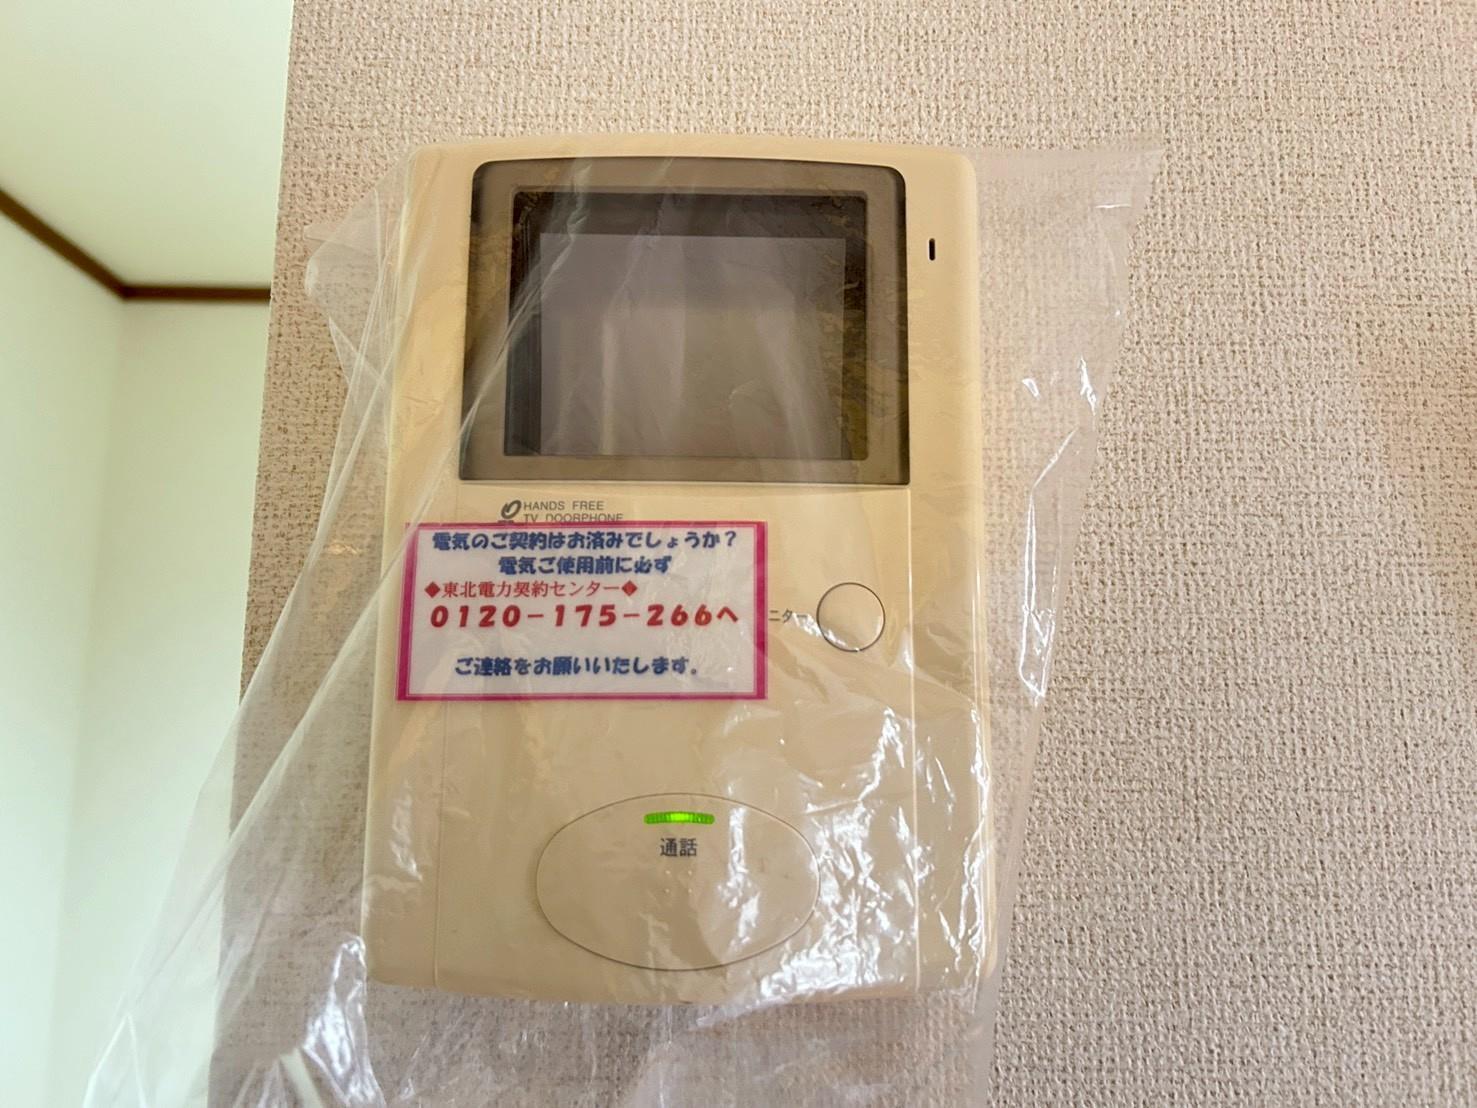 HANDS FREE
TV DOORPHONE
電気のご契約はお済みでしょうか？
電気ご使用前に必ず
◆東北電力契約センター◆
0120-175-266へ
ニター
ご連絡をお願いいたします。
通話